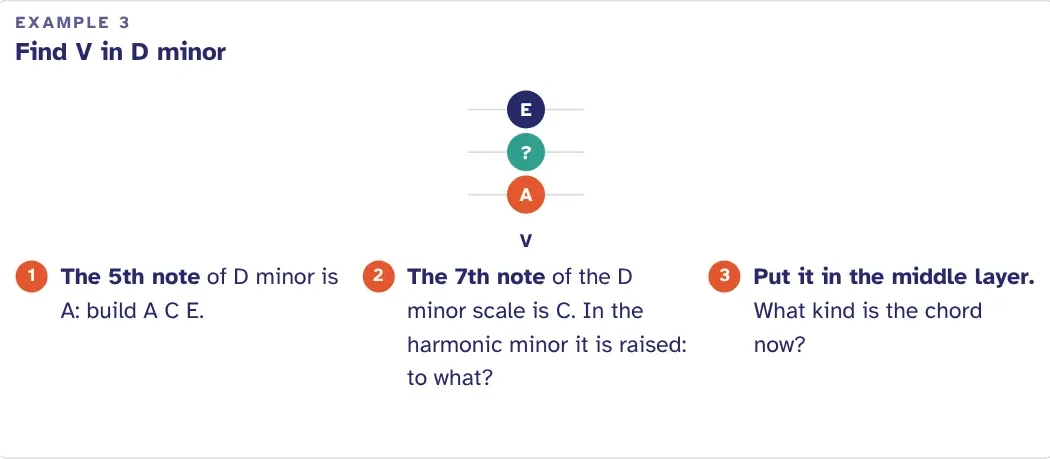 EXAMPLE 3
Find V in D minor
E
?
A
V
1
The 5th note of D minor is
A: build A C E.
2
The 7th note of the D
minor scale is C. In the
harmonic minor it is raised:
to what?
3
Put it in the middle layer.
What kind is the chord
now?